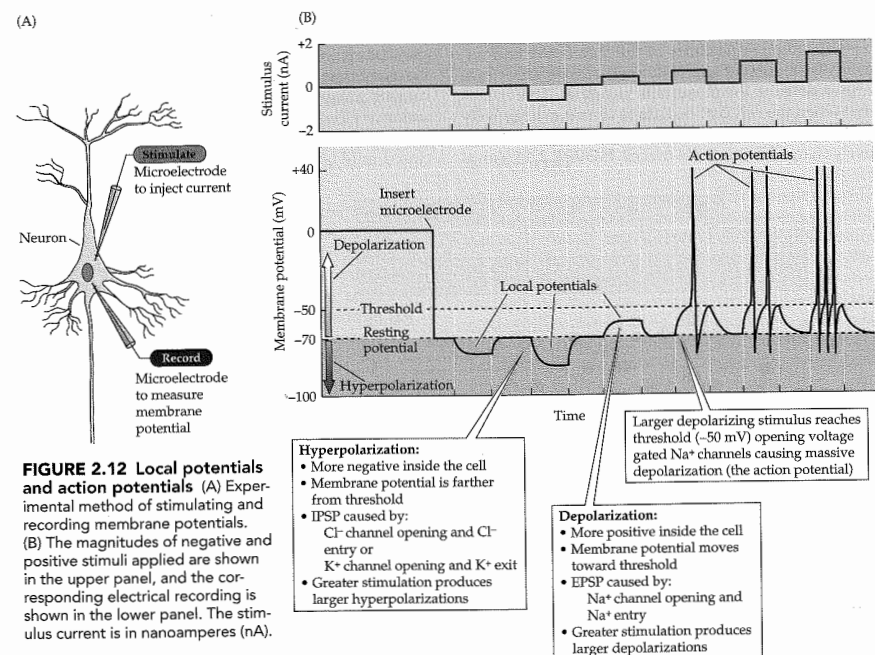 (A)
Stimulate
Microelectrode
to inject current
Neuron
Record
Microelectrode
to measure
membrane
potential
FIGURE 2.12 Local potentials
and action potentials (A) Exper-
imental method of stimulating and
recording membrane potentials.
(B) The magnitudes of negative and
positive stimuli applied are shown
in the upper panel, and the cor-
responding electrical recording is
shown in the lower panel. The stim-
ulus current is in nanoamperes (nA).
(B)
Stimulus
current (nA)
+2
0
−2
Membrane potential (mV)
+40
0
−50
−70
−100
Insert
microelectrode
Depolarization
Action potentials
Local potentials
Threshold
Resting
potential
Hyperpolarization
Time
Hyperpolarization:
• More negative inside the cell
• Membrane potential is farther
from threshold
• IPSP caused by:
Cl− channel opening and Cl−
entry or
K+ channel opening and K+ exit
• Greater stimulation produces
larger hyperpolarizations
Larger depolarizing stimulus reaches
threshold (−50 mV) opening voltage
gated Na+ channels causing massive
depolarization (the action potential)
Depolarization:
• More positive inside the cell
• Membrane potential moves
toward threshold
• EPSP caused by:
Na+ channel opening and
Na+ entry
• Greater stimulation produces
larger depolarizations